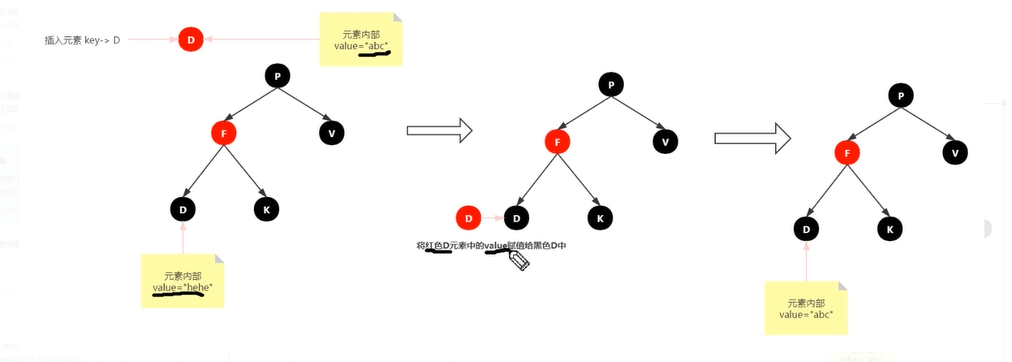 插入元素 key-> D
D
元素内部
value="abc"
P
F
V
D
K
元素内部
value="hehe"
P
F
V
D
D
K
将红色D元素中的value赋值给黑色D中
P
F
V
D
K
元素内部
value="abc"